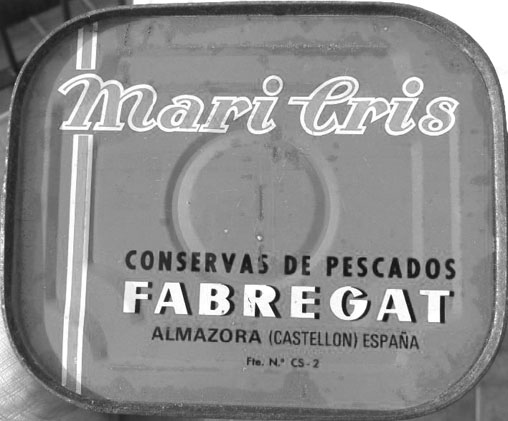 Mari Cris
CONSERVAS DE PESCADOS
FABREGAT
ALMAZORA (CASTELLON) ESPAÑA
Fte. N.º CS-2